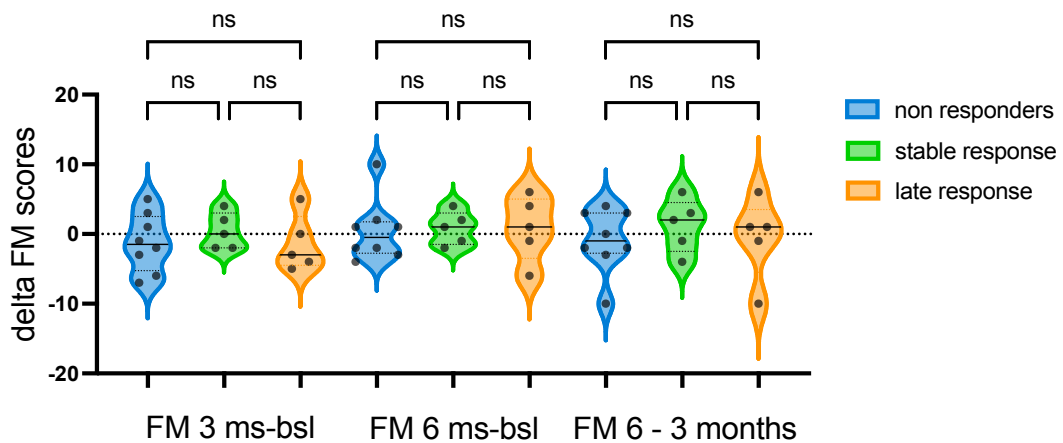 ns ns ns
ns ns ns ns ns ns
delta FM scores
20
10
0
-10
-20
FM 3 ms-bsl FM 6 ms-bsl FM 6 - 3 months
non responders
stable response
late response